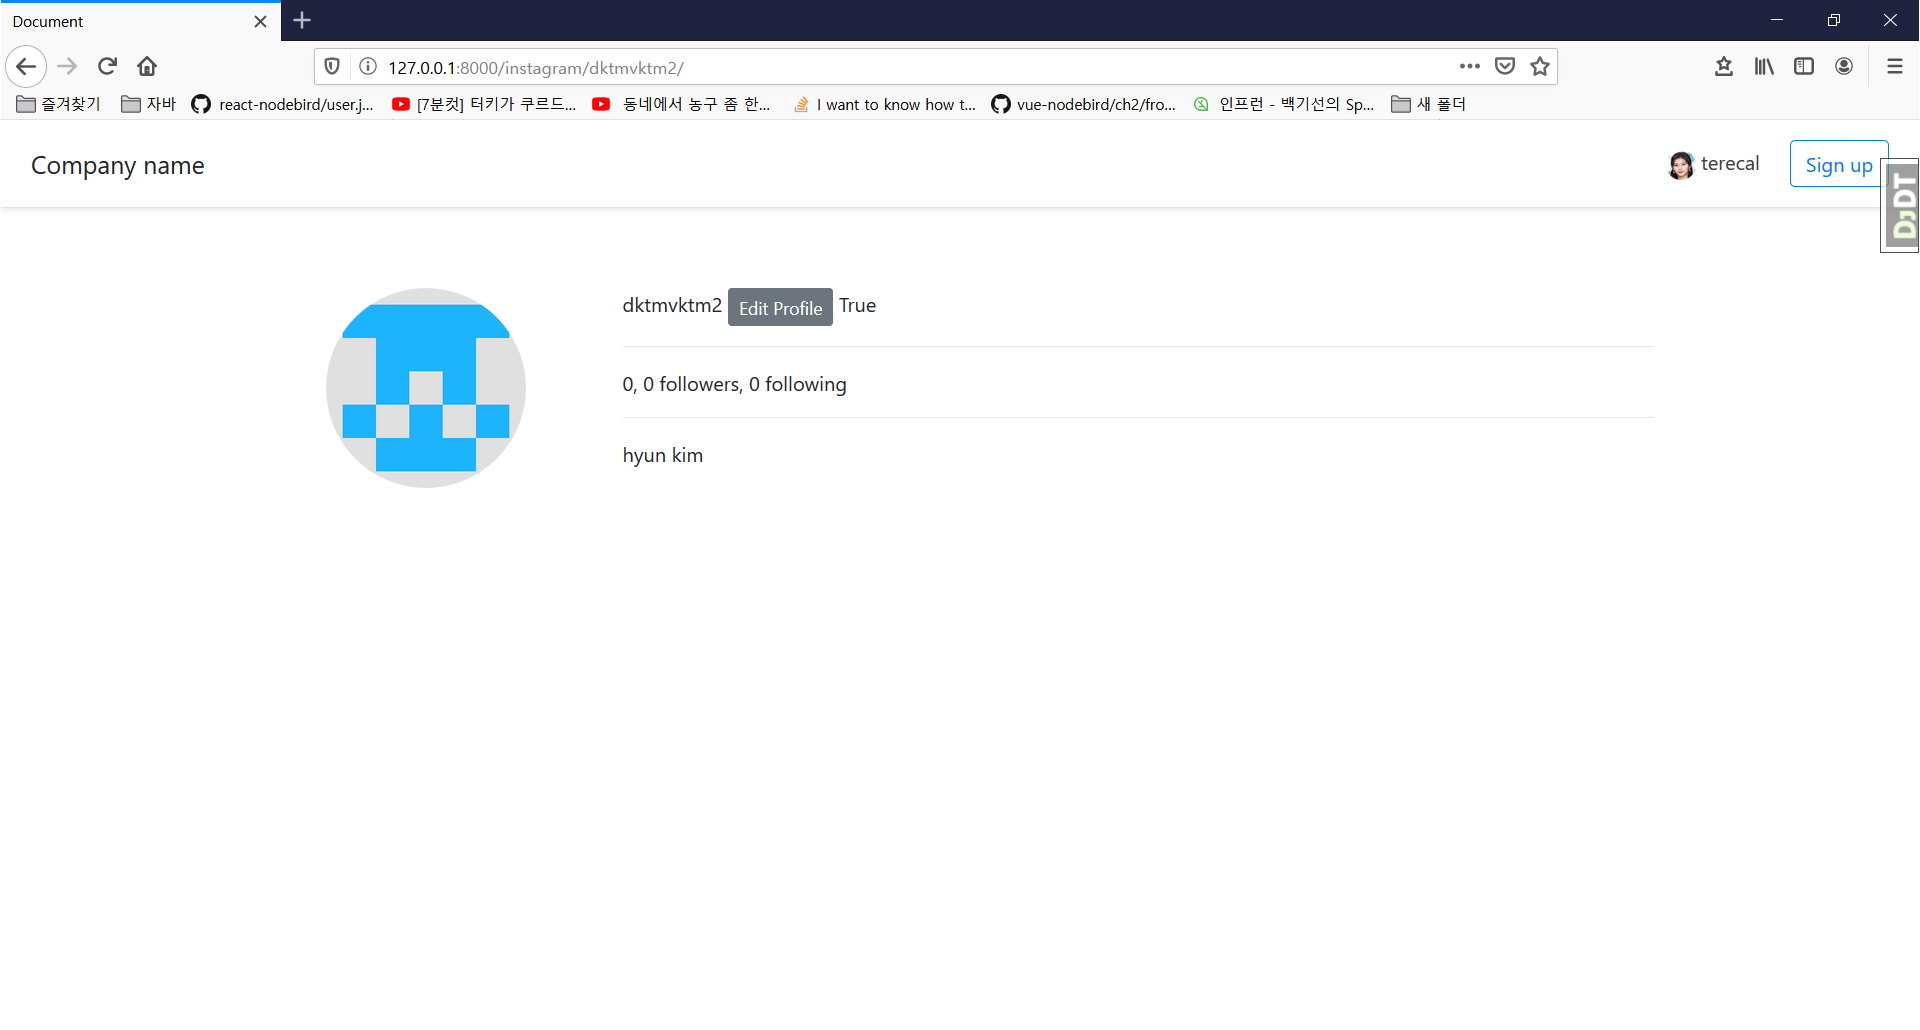 Document
127.0.0.1:8000/instagram/dktmvktm2/
즐겨찾기 자바 react-nodebird/user.j... [7분컷] 터키가 쿠르드... 동네에서 농구 좀 한... I want to know how t... vue-nodebird/ch2/fro... 인프런 - 백기선의 Sp... 새 폴더
Company name terecal Sign up
DJDT
dktmvktm2 Edit Profile True
0, 0 followers, 0 following
hyun kim